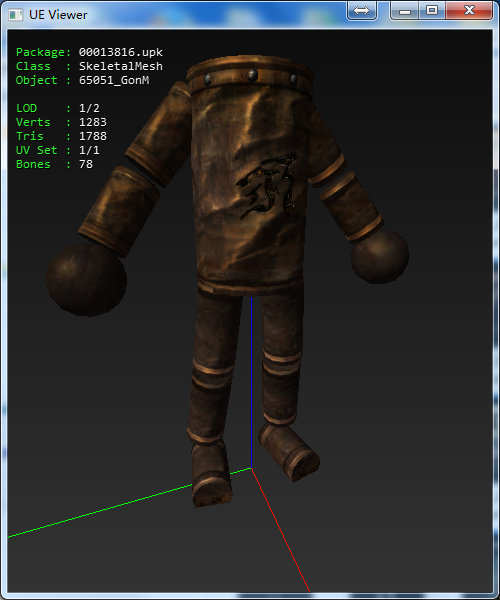 UE Viewer
Package: 00013816.upk
Class : SkeletalMesh
Object : 65051_GonM
LOD : 1/2
Verts : 1283
Tris : 1788
UV Set : 1/1
Bones : 78